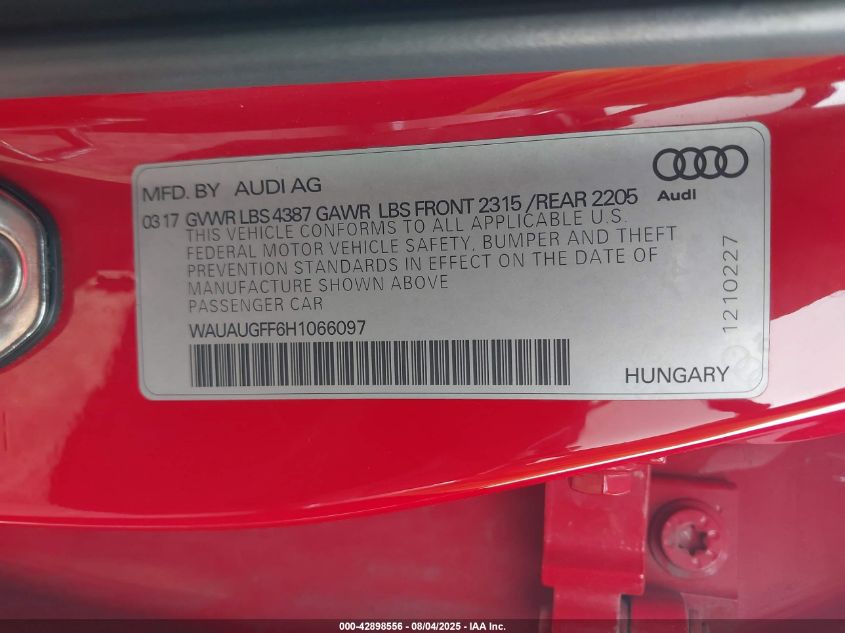 MFD. BY AUDI AG
Audi
03 17 GVWR LBS 4387 GAWR LBS FRONT 2315 /REAR 2205
THIS VEHICLE CONFORMS TO ALL APPLICABLE U.S.
FEDERAL MOTOR VEHICLE SAFETY, BUMPER AND THEFT
PREVENTION STANDARDS IN EFFECT ON THE DATE OF
MANUFACTURE SHOWN ABOVE
PASSENGER CAR
WAUAUGFF6H1066097
HUNGARY
1210227
000-42898556 - 08/04/2025 - IAA Inc.